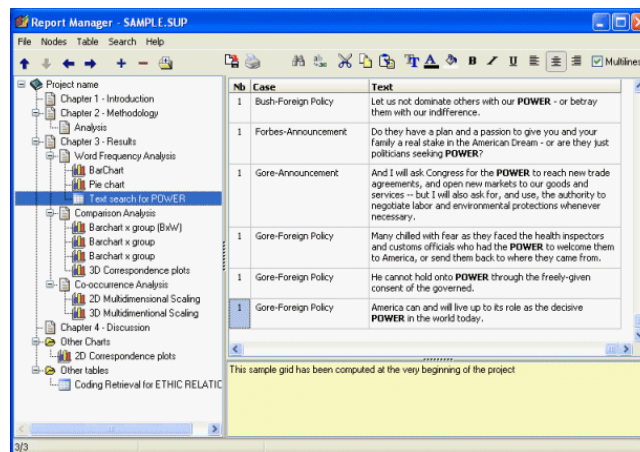 Report Manager - SAMPLE.SUP
File Nodes Table Search Help
B I U Multiline
Project name
Chapter 1 - Introduction
Chapter 2 - Methodology
Analysis
Chapter 3 - Results
Word Frequency Analysis
BarChart
Pie chart
Text search for POWER
Comparison Analysis
Barchart x group (BxW)
Barchart x group
Barchart x group
3D Correspondence plots
Co-occurrence Analysis
2D Multidimensional Scaling
3D Multidimentional Scaling
Chapter 4 - Discussion
Other Charts
2D Correspondence plots
Other tables
Coding Retrieval for ETHIC RELATIC
Nb Case Text
1 Bush-Foreign Policy Let us not dominate others with our POWER - or betray
them with our indifference.
1 Forbes-Announcement Do they have a plan and a passion to give you and your
family a real stake in the American Dream - or are they just
politicians seeking POWER?
1 Gore-Announcement And I will ask Congress for the POWER to reach new trade
agreements, and open new markets to our goods and
services -- but I will also ask for, and use, the authority to
negotiate labor and environmental protections whenever
necessary.
1 Gore-Foreign Policy Many chilled with fear as they faced the health inspectors
and customs officials who had the POWER to welcome them
to America, or send them back to where they came from.
1 Gore-Foreign Policy He cannot hold onto POWER through the freely-given
consent of the governed.
1 Gore-Foreign Policy America can and will live up to its role as the decisive
POWER in the world today.
This sample grid has been computed at the very beginning of the project
3/3